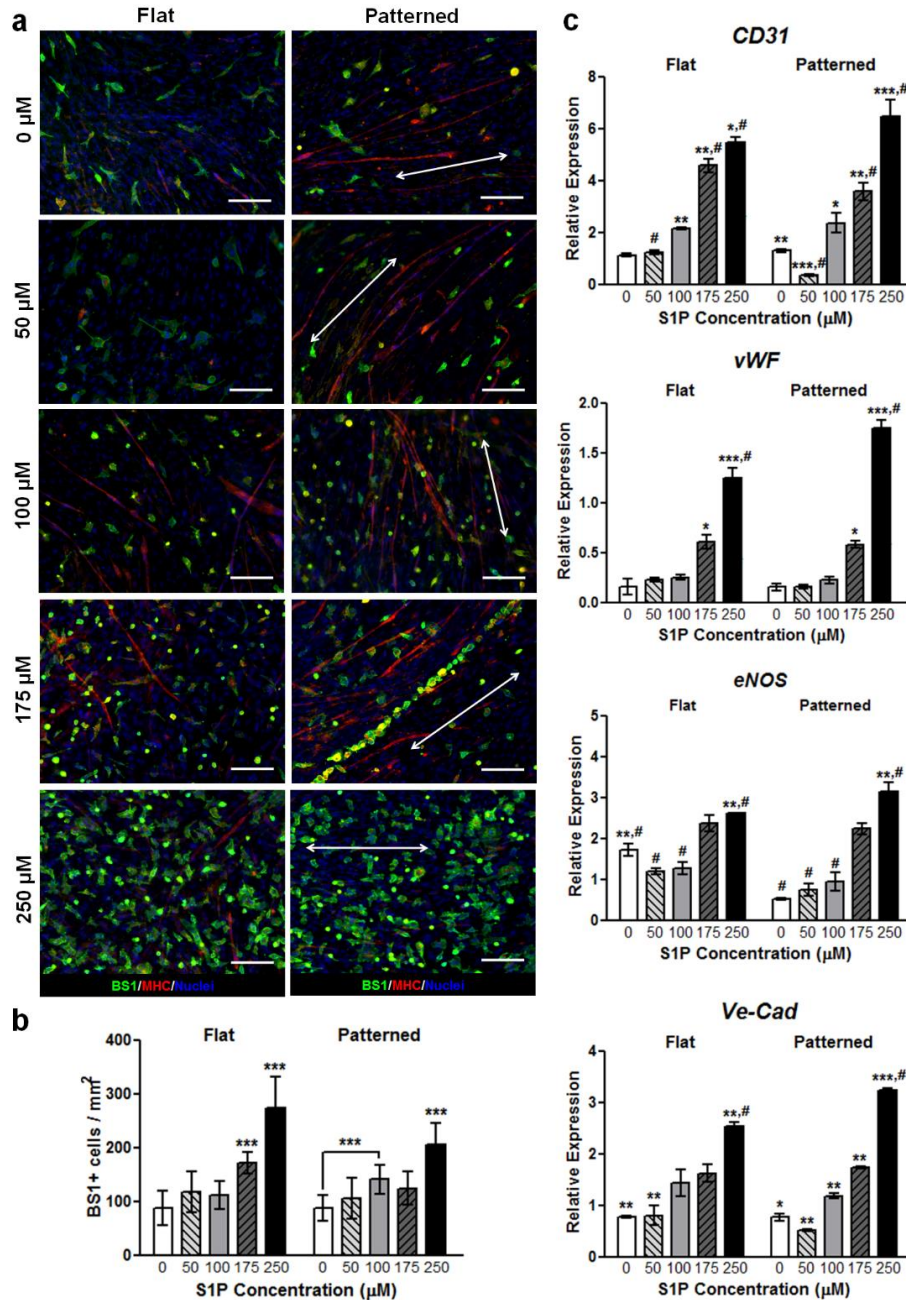 a
Flat
Patterned
0 µM
50 µM
100 µM
175 µM
250 µM
BS1/MHC/Nuclei
BS1/MHC/Nuclei
b
Flat
Patterned
BS1+ cells / mm²
400
300
200
100
0
***
***
***
***
0 50 100 175 250
0 50 100 175 250
S1P Concentration (µM)
c
CD31
Flat
Patterned
Relative Expression
8
6
4
2
0
#
**
**,#
*,#
**
***,#
*
**,#
***,#
0 50 100 175 250
0 50 100 175 250
S1P Concentration (µM)
vWF
Flat
Patterned
Relative Expression
2.0
1.5
1.0
0.5
0.0
*
***,#
*
***,#
0 50 100 175 250
0 50 100 175 250
S1P Concentration (µM)
eNOS
Flat
Patterned
Relative Expression
5
4
3
2
1
0
**,#
#
#
**,#
#
#
#
**,#
0 50 100 175 250
0 50 100 175 250
S1P Concentration (µM)
Ve-Cad
Flat
Patterned
Relative Expression
4
3
2
1
0
**
**
**,#
*
**
**
**
***,#
0 50 100 175 250
0 50 100 175 250
S1P Concentration (µM)